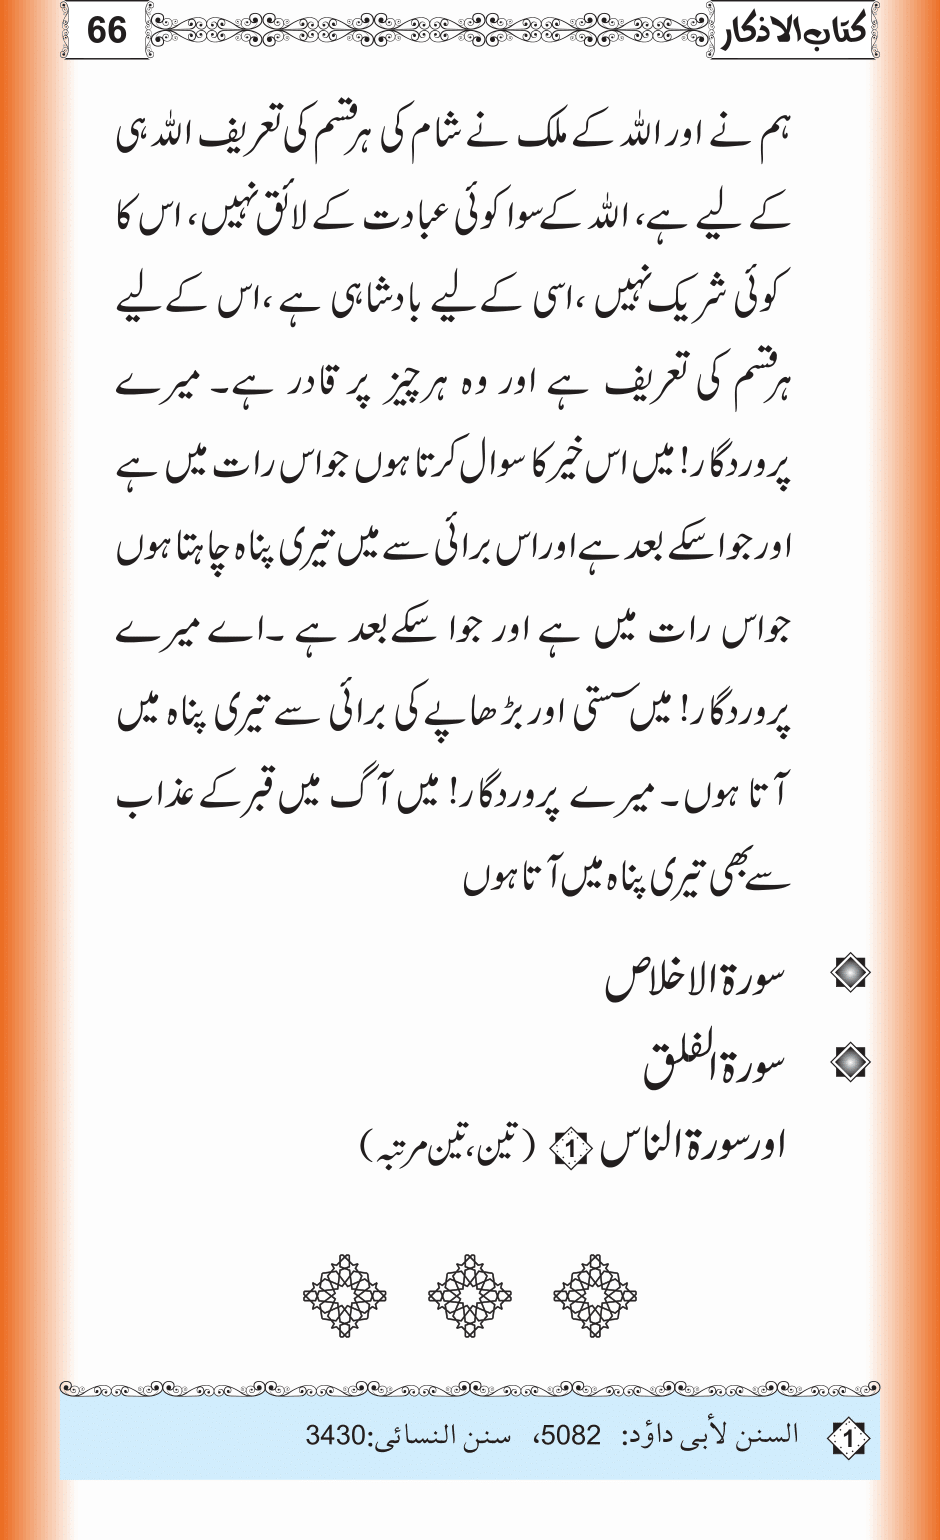 66
کتاب الاذکار
ہم نے اور اللہ کے ملک نے شام کی ہر قسم کی تعریف اللہ ہی
کے لیے ہے، اللہ کے سوا کوئی عبادت کے لائق نہیں، اس کا
کوئی شریک نہیں ،اسی کے لیے بادشاہی ہے ،اس کے لیے
ہر قسم کی تعریف ہے اور وہ ہر چیز پر قادر ہے۔ میرے
پروردگار! میں اس خیر کا سوال کرتا ہوں جو اس رات میں ہے
اور جو اسکے بعد ہے اور اس برائی سے میں تیری پناہ چاہتا ہوں
جو اس رات میں ہے اور جو اسکے بعد ہے ۔اے میرے
پروردگار! میں سستی اور بڑھاپے کی برائی سے تیری پناہ میں
آتا ہوں۔ میرے پروردگار! میں آگ میں قبر کے عذاب
سے بھی تیری پناہ میں آتا ہوں
سورۃ الاخلاص
سورۃ الفلق
اور سورۃ الناس 1 (تین، تین مرتبہ)
1 السنن لأبی داؤد: 5082، سنن النسائی:3430